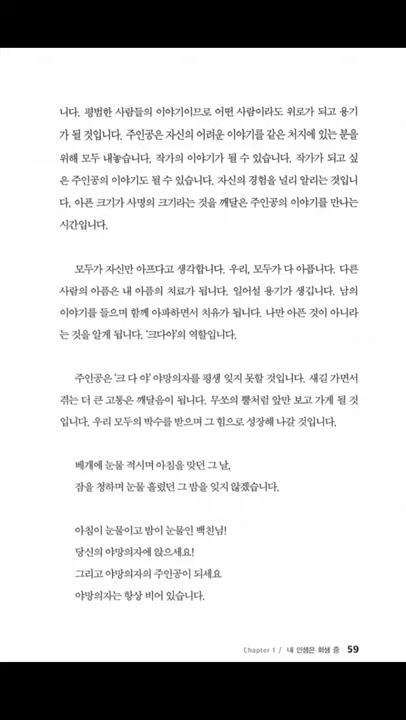 니다. 평범한 사람들의 이야기이므로 어떤 사람이라도 위로가 되고 용기
가 될 것입니다. 주인공은 자신의 어려운 이야기를 같은 처지에 있는 분을
위해 모두 내놓습니다. 작가의 이야기가 될 수 있습니다. 작가가 되고 싶
은 주인공의 이야기도 될 수 있습니다. 자신의 경험을 널리 알리는 것입니
다. 아픈 크기가 사명의 크기라는 것을 깨달은 주인공의 이야기를 만나는
시간입니다.
모두가 자신만 아프다고 생각합니다. 우리, 모두가 다 아픕니다. 다른
사람의 아픔은 내 아픔의 치료가 됩니다. 일어설 용기가 생깁니다. 남의
이야기를 들으며 함께 아파하면서 치유가 됩니다. 나만 아픈 것이 아니라
는 것을 알게 됩니다. ‘크다야’의 역할입니다.
주인공은 ‘크 다 야’ 야망의자를 평생 잊지 못할 것입니다. 새길 가면서
겪는 더 큰 고통은 깨달음이 됩니다. 무쏘의 뿔처럼 앞만 보고 가게 될 것
입니다. 우리 모두의 박수를 받으며 그 힘으로 성장해 나갈 것입니다.
베개에 눈물 적시며 아침을 맞던 그 날,
잠을 청하며 눈물 흘렸던 그 밤을 잊지 않겠습니다.
아침이 눈물이고 밤이 눈물인 백친님!
당신의 야망의자에 앉으세요!
그리고 야망의자의 주인공이 되세요
야망의자는 항상 비어 있습니다.
Chapter 1 / 내 인생은 회생 중 59